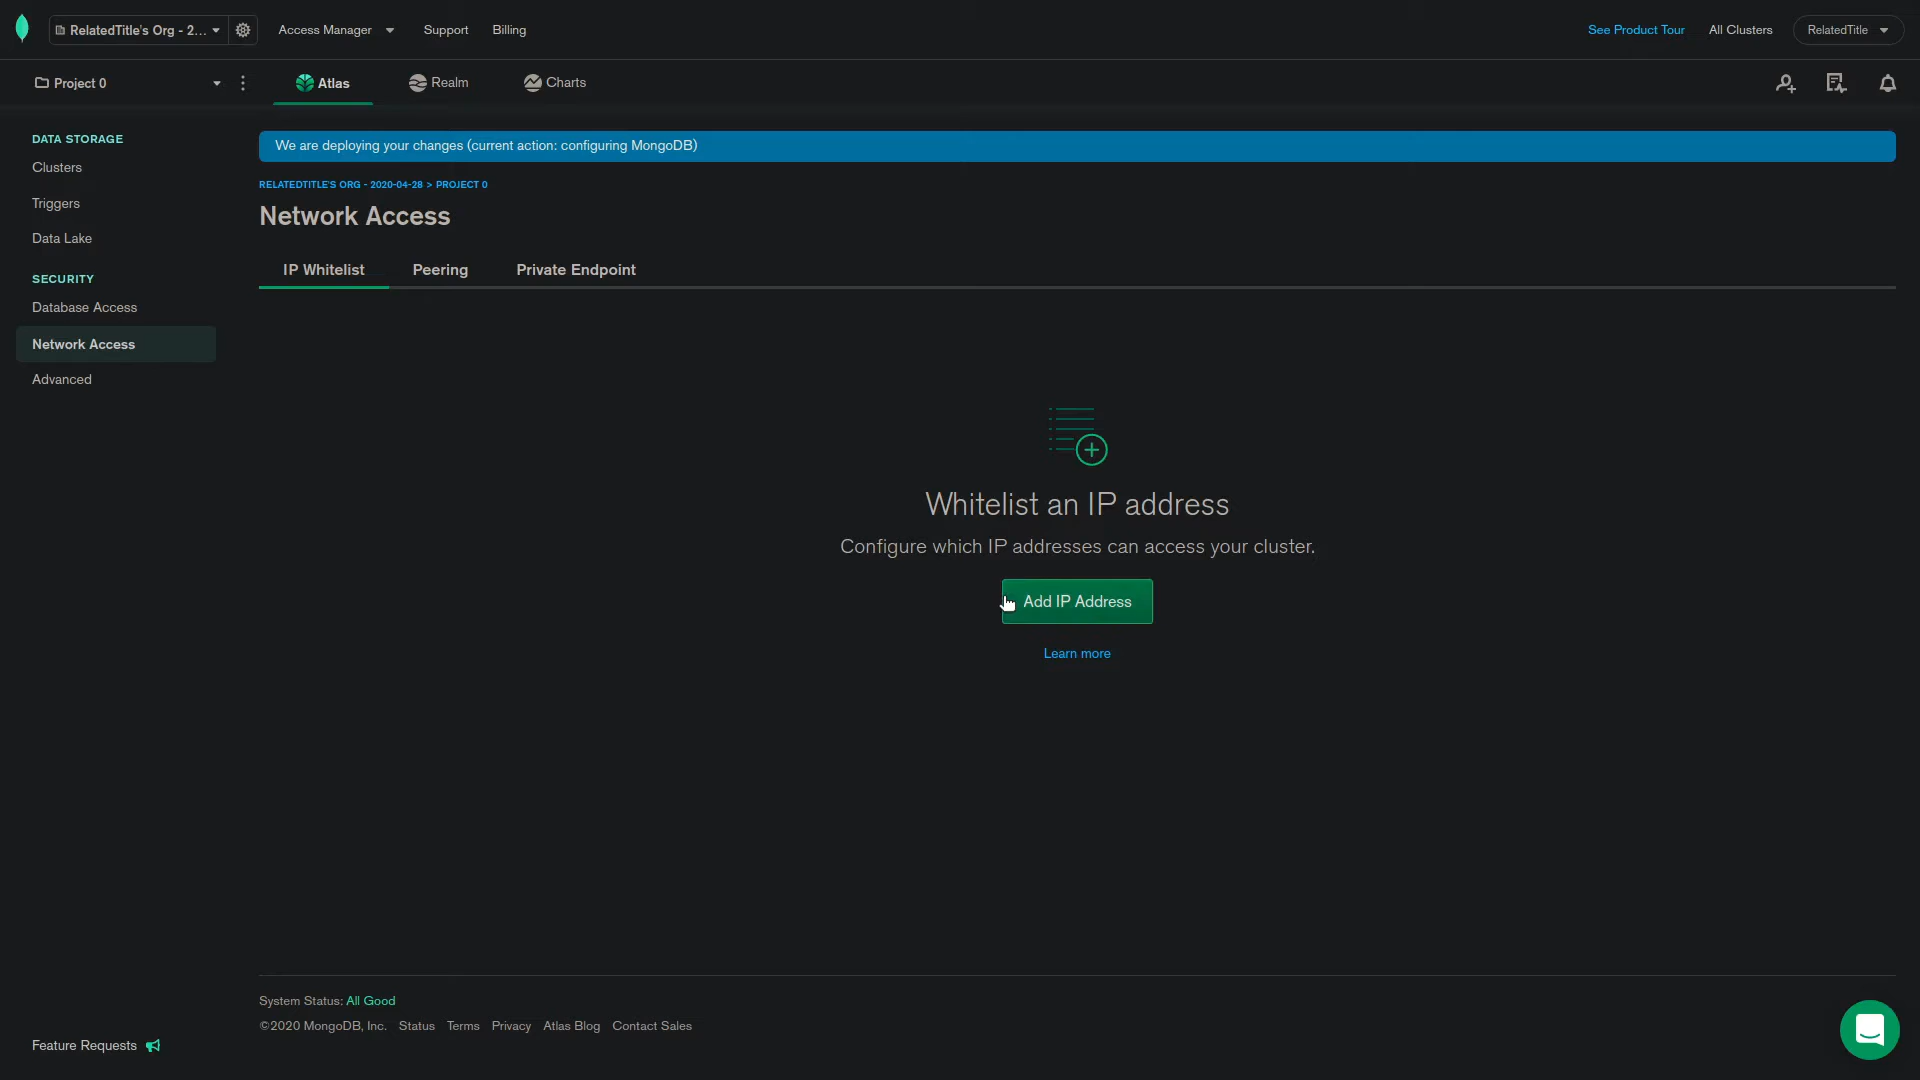 RelatedTitle's Org - 2... Access Manager Support Billing See Product Tour All Clusters RelatedTitle
Project 0 Atlas Realm Charts
DATA STORAGE
Clusters
Triggers
Data Lake
SECURITY
Database Access
Network Access
Advanced
We are deploying your changes (current action: configuring MongoDB)
RELATEDTITLE'S ORG - 2020-04-28 > PROJECT 0
Network Access
IP Whitelist Peering Private Endpoint
Whitelist an IP address
Configure which IP addresses can access your cluster.
Add IP Address
Learn more
System Status: All Good
©2020 MongoDB, Inc. Status Terms Privacy Atlas Blog Contact Sales
Feature Requests